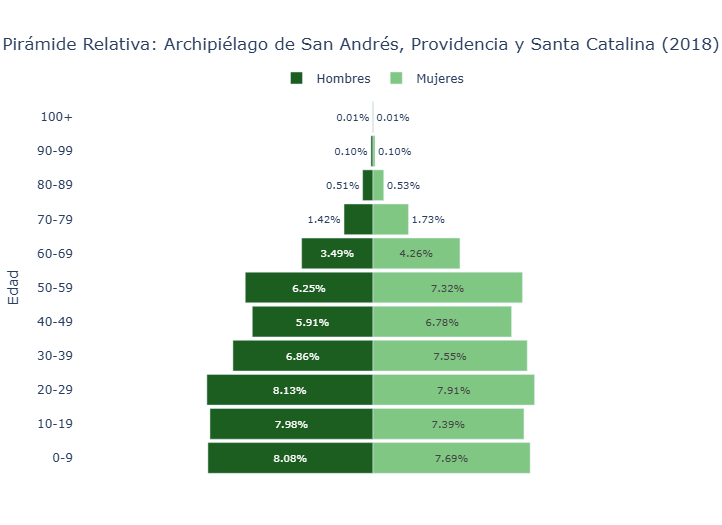 Pirámide Relativa: Archipiélago de San Andrés, Providencia y Santa Catalina (2018)
Hombres Mujeres
100+ 0.01% 0.01%
90-99 0.10% 0.10%
80-89 0.51% 0.53%
70-79 1.42% 1.73%
60-69 3.49% 4.26%
50-59 6.25% 7.32%
40-49 5.91% 6.78%
30-39 6.86% 7.55%
20-29 8.13% 7.91%
10-19 7.98% 7.39%
0-9 8.08% 7.69%
Edad